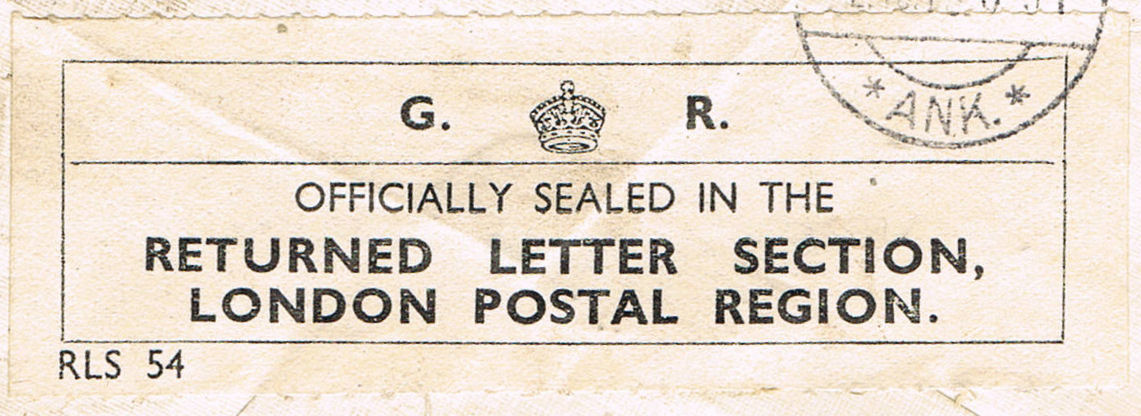 G. R.
* ANK. *
OFFICIALLY SEALED IN THE
RETURNED LETTER SECTION,
LONDON POSTAL REGION.
RLS 54